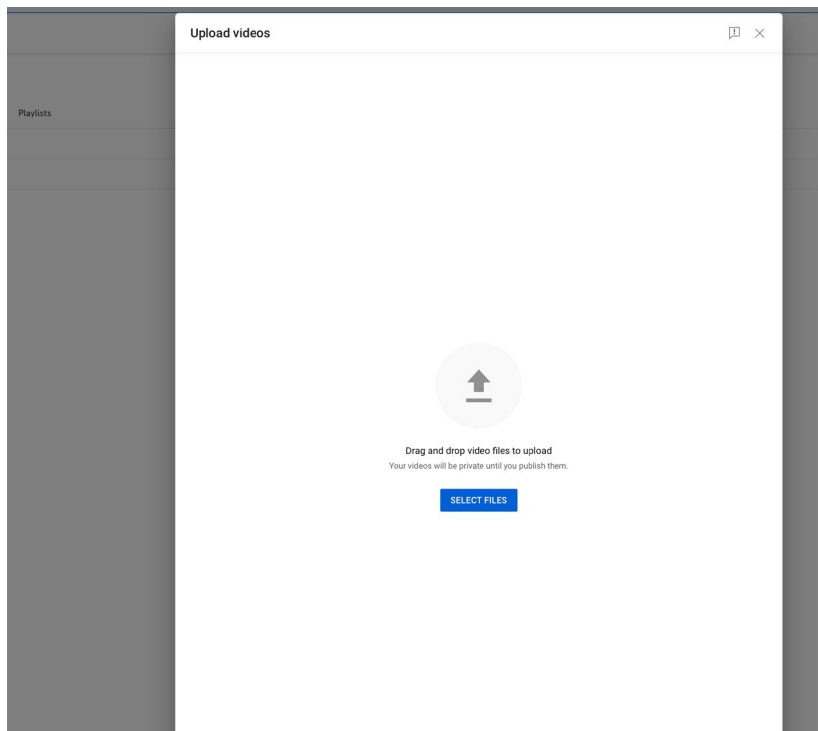 Upload videos
Playlists
Drag and drop video files to upload
Your videos will be private until you publish them.
SELECT FILES